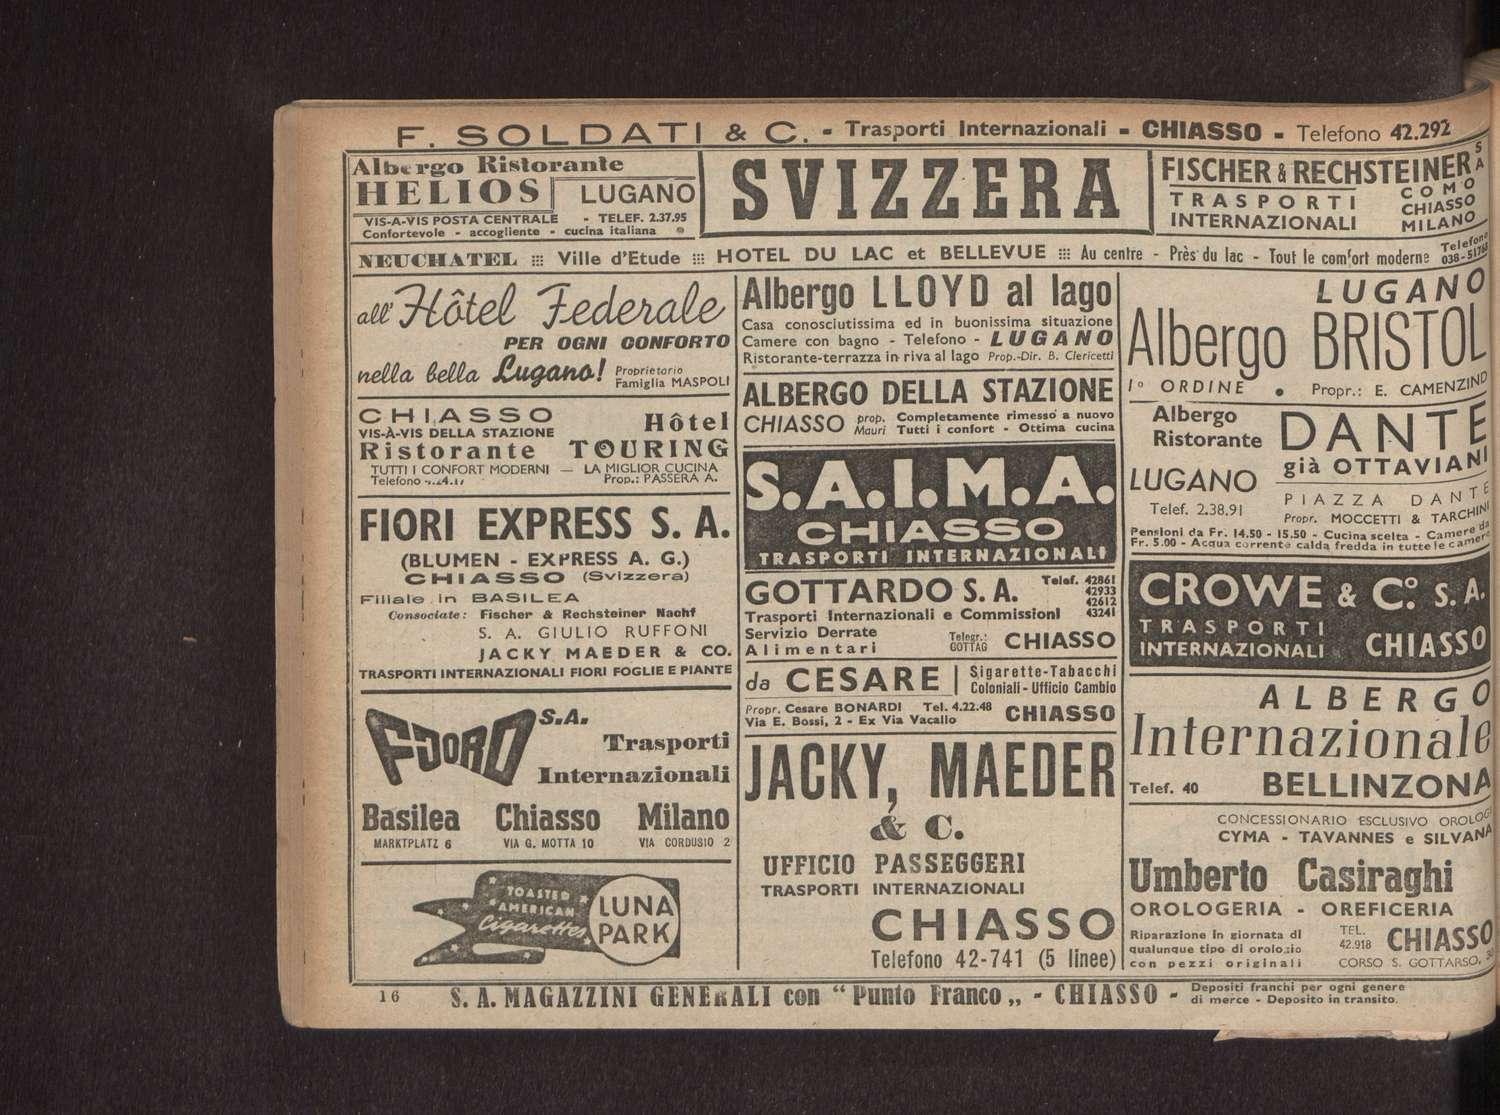 F. SOLDATI & C. - Trasporti Internazionali - CHIASSO - Telefono 42.292
Albergo Ristorante
HELIOS LUGANO
VIS-A-VIS POSTA CENTRALE - TELEF. 2.37.95
Confortevole - accogliente - cucina italiana
SVIZZERA
FISCHER & RECHSTEINER S A
TRASPORTI
INTERNAZIONALI
COMO
CHIASSO
MILANO
NEUCHATEL ⁝⁝⁝ Ville d'Etude ⁝⁝⁝ HOTEL DU LAC et BELLEVUE ⁝⁝⁝ Au centre - Près du lac - Tout le comfort moderne Telefono
all' Hôtel Federale
PER OGNI CONFORTO
nella bella Lugano! Proprietario
Famiglia MASPOLI
CHIASSO
VIS-À-VIS DELLA STAZIONE
Hôtel
Ristorante TOURING
TUTTI I CONFORT MODERNI — LA MIGLIOR CUCINA
Telefono Prop.: PASSERA A.
FIORI EXPRESS S. A.
(BLUMEN - EXPRESS A. G.)
CHIASSO (Svizzera)
Filiale in BASILEA
Consociate: Fischer & Rechsteiner Nachf
S. A. GIULIO RUFFONI
JACKY MAEDER & CO.
TRASPORTI INTERNAZIONALI FIORI FOGLIE E PIANTE
FJORD S.A.
Trasporti
Internazionali
Basilea Chiasso Milano
MARKTPLATZ 6 VIA G. MOTTA 10 VIA CORDUSIO 2
TOASTED
AMERICAN
Cigarettes
LUNA
PARK
Albergo LLOYD al lago
Casa conosciutissima ed in buonissima situazione
Camere con bagno - Telefono - LUGANO
Ristorante-terrazza in riva al lago Prop.-Dir. B. Clericetti
ALBERGO DELLA STAZIONE
CHIASSO prop. Mauri
Completamente rimesso a nuovo
Tutti i confort - Ottima cucina
S.A.I.M.A.
CHIASSO
TRASPORTI INTERNAZIONALI
GOTTARDO S. A.
Telef. 42861
42933
42612
43241
Trasporti Internazionali e Commissioni
Servizio Derrate
Alimentari
Telegr.:
GOTTAG
CHIASSO
da CESARE
Sigarette-Tabacchi
Coloniali - Ufficio Cambio
Propr. Cesare BONARDI Tel. 4.22.48
Via E. Bossi, 2 - Ex Via Vacallo
CHIASSO
JACKY, MAEDER
& C.
UFFICIO PASSEGGERI
TRASPORTI INTERNAZIONALI
CHIASSO
Telefono 42-741 (5 linee)
LUGANO
Albergo BRISTOL
1º ORDINE • Propr.: E. CAMENZIND
Albergo
Ristorante
DANTE
già OTTAVIANI
LUGANO
Telef. 2.38.91
PIAZZA DANTE
Propr. MOCCETTI & TARCHINI
Pensioni da Fr. 14.50 - 15.50 - Cucina scelta - Camere da
Fr. 5.00 - Acqua corrente calda fredda in tutte le camere
CROWE & Cº. S. A.
TRASPORTI
INTERNAZIONALI
CHIASSO
ALBERGO
Internazionale
Telef. 40 BELLINZONA
CONCESSIONARIO ESCLUSIVO OROLOGI
CYMA - TAVANNES e SILVANA
Umberto Casiraghi
OROLOGERIA - OREFICERIA
Riparazione in giornata di
qualunque tipo di orologio
con pezzi originali
TEL.
42.918
CHIASSO
CORSO S. GOTTARSO,
16
S. A. MAGAZZINI GENERALI con “Punto Franco„ - CHIASSO - Depositi franchi per ogni genere
di merce - Deposito in transito.